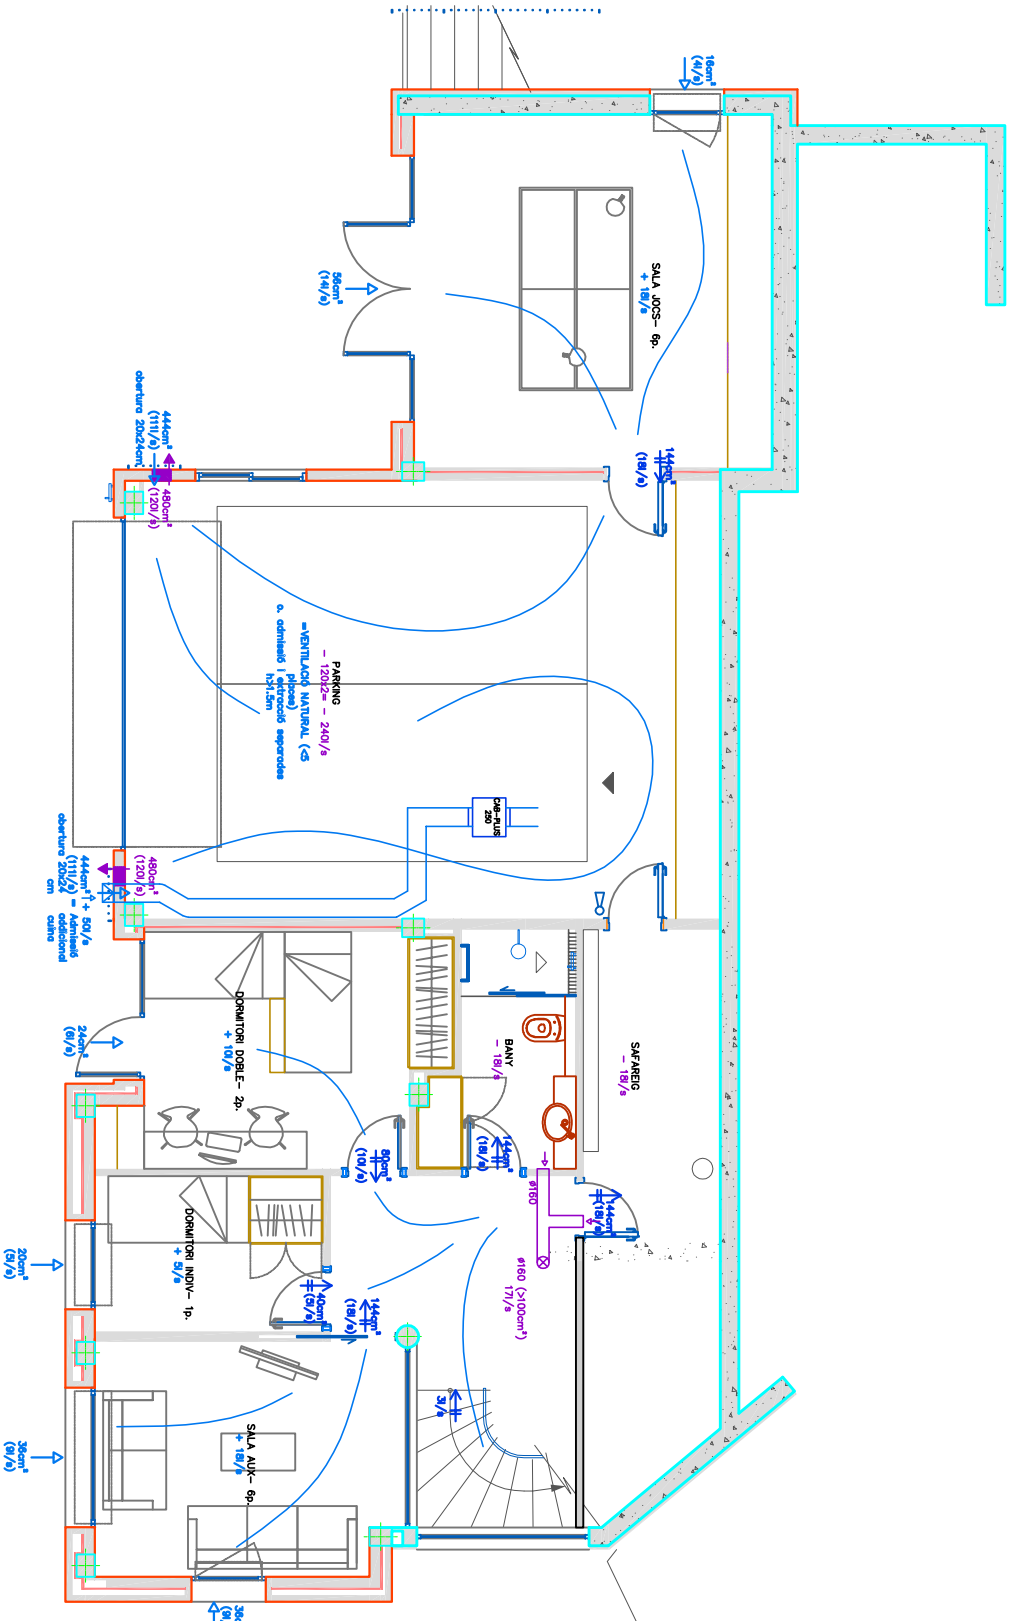 16cm²
(4l/s)
SALA JOCS- 6p.
+ 18l/s
56cm²
(14l/s)
144cm²
(18l/s)
444cm²
(111l/s)
obertura 20x24cm
480cm²
(120l/s)
PARKING
- 120x2= - 240l/s
=VENTILACIÓ NATURAL (<5
places)
a. admissió i extracció separades
h>1.5m
CAB-PLUS
250
480cm²
(120l/s)
444cm² + 50l/s
(111l/s) = Admissió
obertura 20x24 addicional
cm cuina
DORMITORI DOBLE- 2p.
+ 10l/s
24cm²
(6l/s)
BANY
- 18l/s
SAFAREIG
- 18l/s
80cm²
(10l/s)
144cm²
(18l/s)
ø160
144cm²
(18l/s)
ø160 (>100cm²)
17l/s
DORMITORI INDIV- 1p.
+ 5l/s
20cm²
(5l/s)
40cm²
(5l/s)
144cm²
(18l/s)
3l/s
SALA AUX- 6p.
+ 18l/s
36cm²
(9l/s)